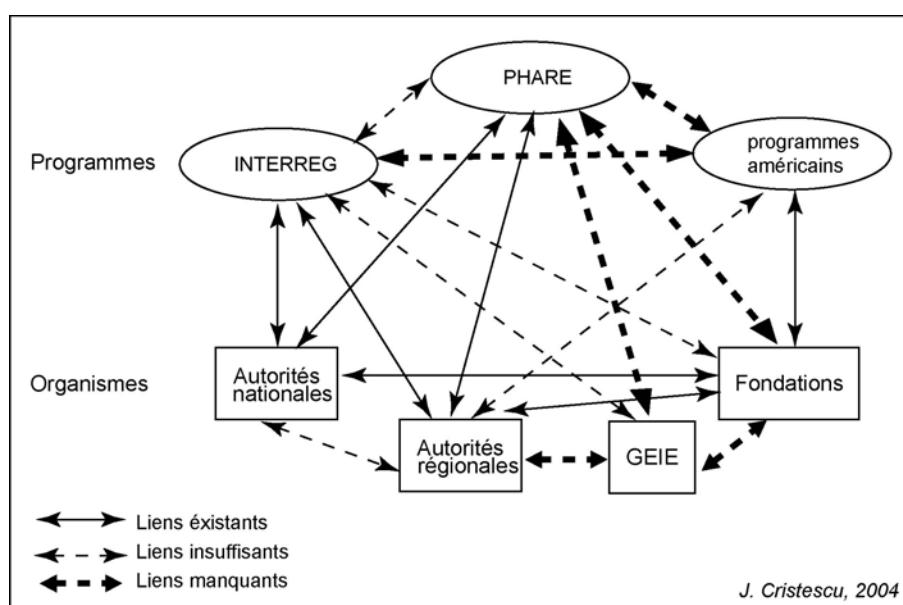 PHARE
Programmes
INTERREG
programmes
américains
Organismes
Autorités
nationales
Fondations
Autorités
régionales
GEIE
Liens éxistants
Liens insuffisants
Liens manquants
J. Cristescu, 2004